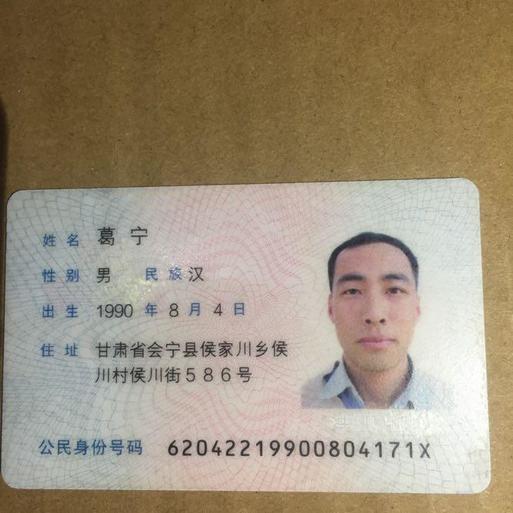 姓名 葛宁
性别 男 民族 汉
出生 1990 年 8 月 4 日
住址 甘肃省会宁县侯家川乡侯
川村侯川街586号
公民身份号码 62042219900804171X